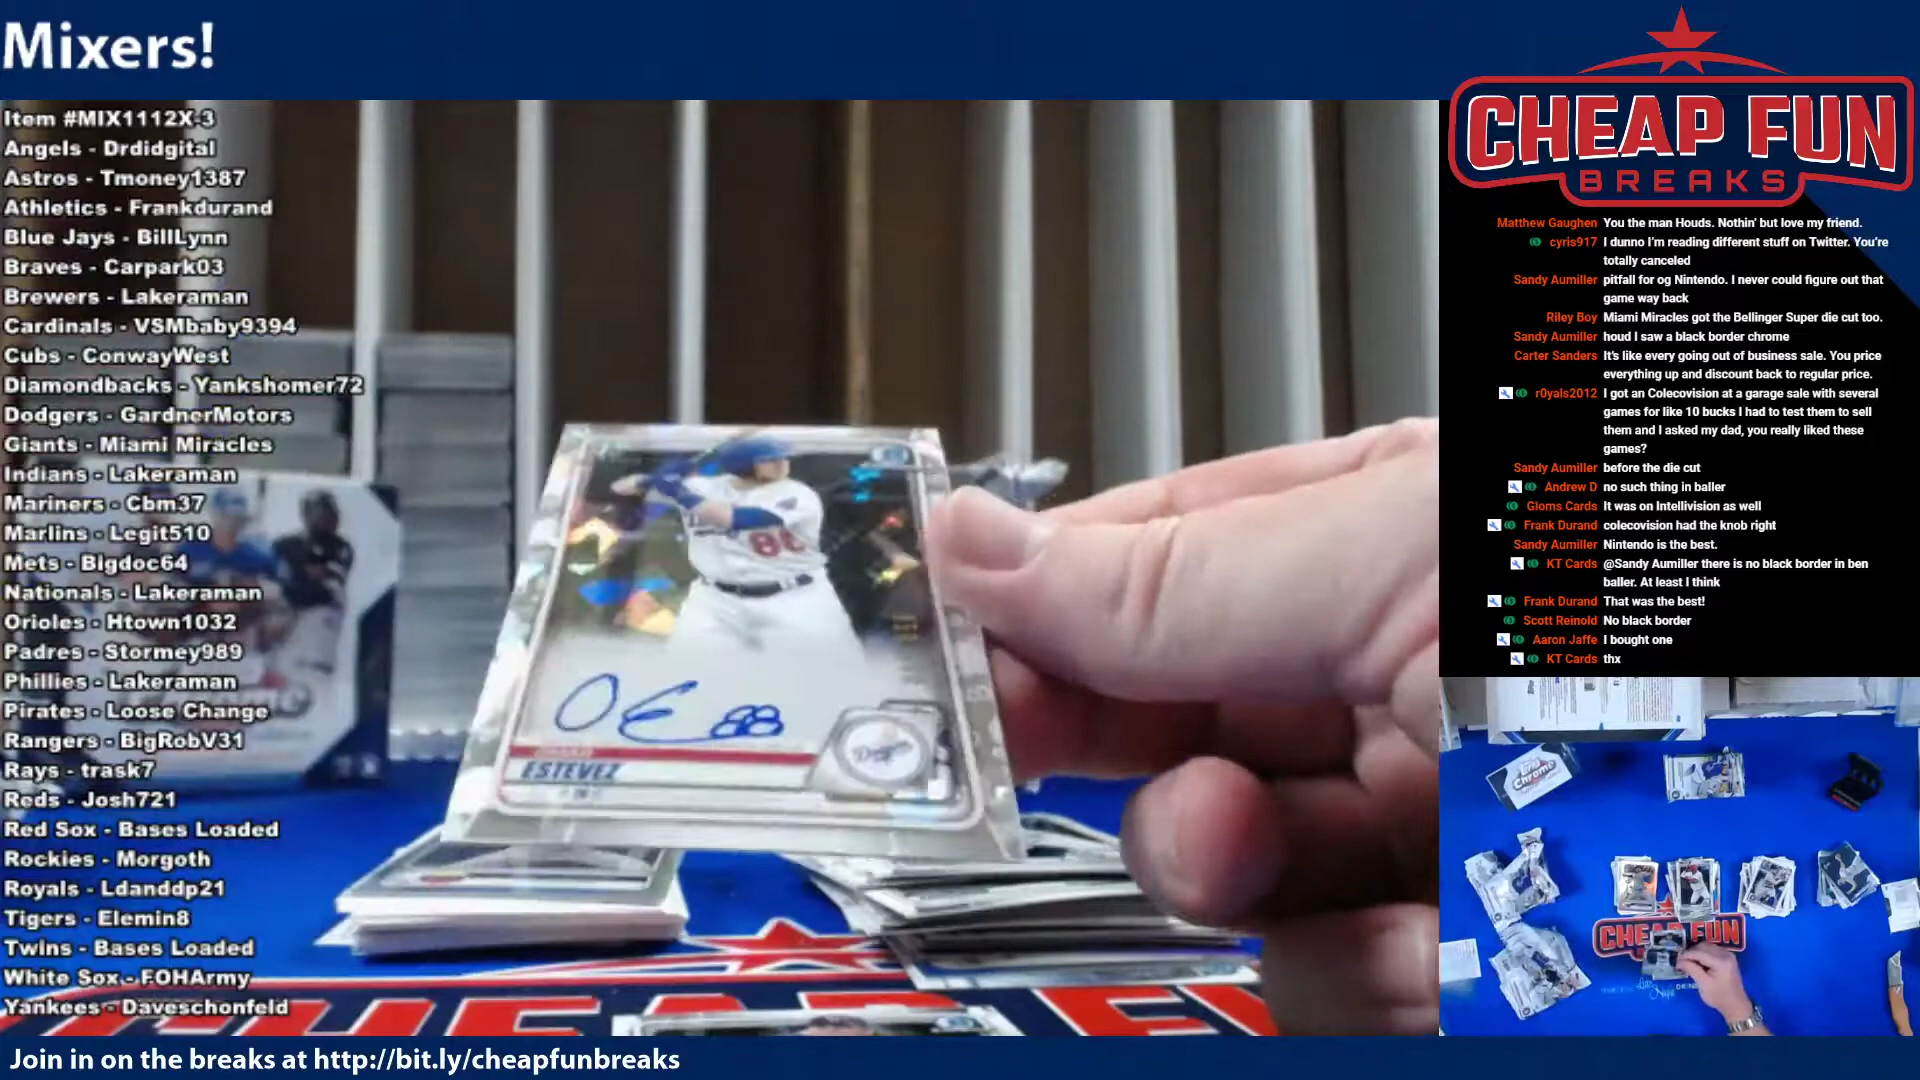 Mixers!
Item #MIX1112X-3
Angels - Drdidgital
Astros - Tmoney1387
Athletics - Frankdurand
Blue Jays - BillLynn
Braves - Carpark03
Brewers - Lakeraman
Cardinals - VSMbaby9394
Cubs - ConwayWest
Diamondbacks - Yankshomer72
Dodgers - GardnerMotors
Giants - Miami Miracles
Indians - Lakeraman
Mariners - Cbm37
Marlins - Legit510
Mets - Bigdoc64
Nationals - Lakeraman
Orioles - Htown1032
Padres - Stormey989
Phillies - Lakeraman
Pirates - Loose Change
Rangers - BigRobV31
Rays - trask7
Reds - Josh721
Red Sox - Bases Loaded
Rockies - Morgoth
Royals - Ldanddp21
Tigers - Elemin8
Twins - Bases Loaded
White Sox - FOHArmy
Yankees - Daveschonfeld
88
Dodgers
ESTEVEZ
CHEAP FUN
BREAKS
Matthew Gaughen You the man Houds. Nothin' but love my friend.
cyris917 I dunno I'm reading different stuff on Twitter. You're
totally canceled
Sandy Aumiller pitfall for og Nintendo. I never could figure out that
game way back
Riley Boy Miami Miracles got the Bellinger Super die cut too.
Sandy Aumiller houd I saw a black border chrome
Carter Sanders It's like every going out of business sale. You price
everything up and discount back to regular price.
r0yals2012 I got an Colecovision at a garage sale with several
games for like 10 bucks I had to test them to sell
them and I asked my dad, you really liked these
games?
Sandy Aumiller before the die cut
Andrew D no such thing in baller
Gloms Cards It was on Intellivision as well
Frank Durand colecovision had the knob right
Sandy Aumiller Nintendo is the best.
KT Cards @Sandy Aumiller there is no black border in ben
baller. At least I think
Frank Durand That was the best!
Scott Reinold No black border
Aaron Jaffe I bought one
KT Cards thx
Chrome
CHEAP FUN
Join in on the breaks at http://bit.ly/cheapfunbreaks